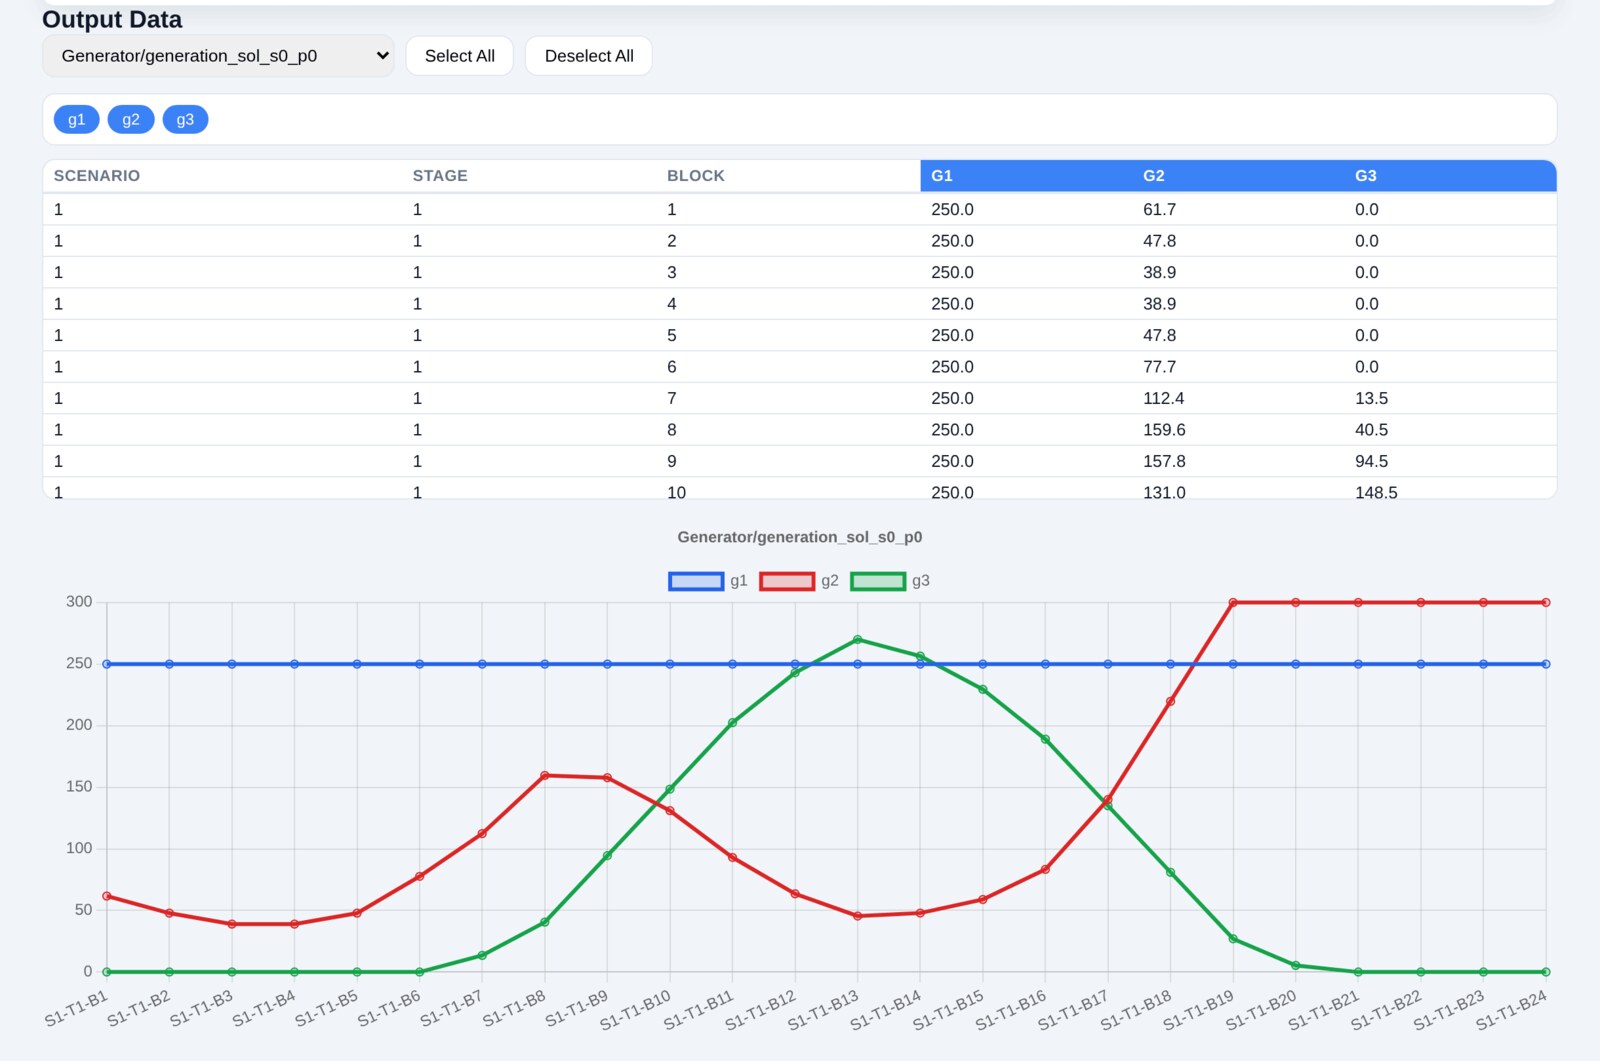 Output Data
Generator/generation_sol_s0_p0 Select All Deselect All
g1 g2 g3
SCENARIO STAGE BLOCK G1 G2 G3
1 1 1 250.0 61.7 0.0
1 1 2 250.0 47.8 0.0
1 1 3 250.0 38.9 0.0
1 1 4 250.0 38.9 0.0
1 1 5 250.0 47.8 0.0
1 1 6 250.0 77.7 0.0
1 1 7 250.0 112.4 13.5
1 1 8 250.0 159.6 40.5
1 1 9 250.0 157.8 94.5
1 1 10 250.0 131.0 148.5
Generator/generation_sol_s0_p0
g1 g2 g3
300
250
200
150
100
50
0
S1-T1-B1 S1-T1-B2 S1-T1-B3 S1-T1-B4 S1-T1-B5 S1-T1-B6 S1-T1-B7 S1-T1-B8 S1-T1-B9 S1-T1-B10 S1-T1-B11 S1-T1-B12 S1-T1-B13 S1-T1-B14 S1-T1-B15 S1-T1-B16 S1-T1-B17 S1-T1-B18 S1-T1-B19 S1-T1-B20 S1-T1-B21 S1-T1-B22 S1-T1-B23 S1-T1-B24